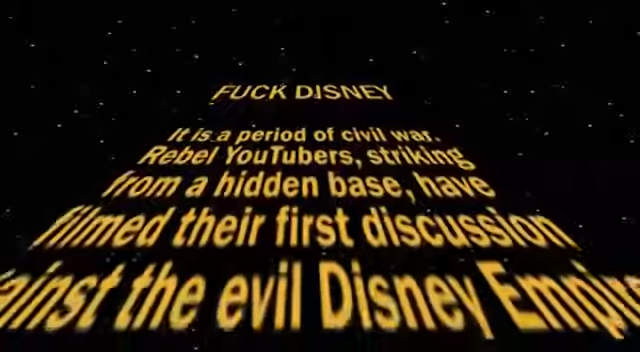 FUCK DISNEY
It is a period of civil war.
Rebel YouTubers, striking
from a hidden base, have
filmed their first discussion
ainst the evil Disney Empir